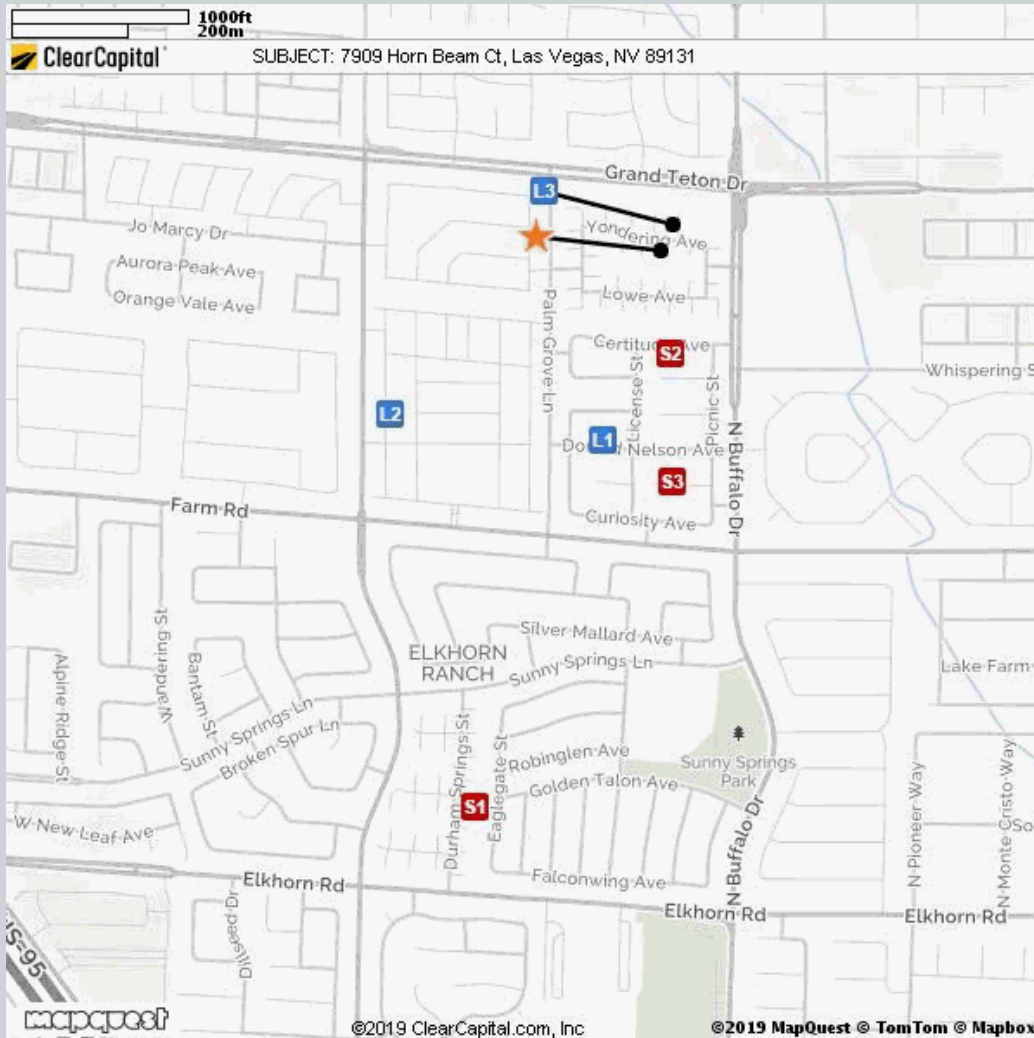 1000ft
200m
ClearCapital
SUBJECT: 7909 Horn Beam Ct, Las Vegas, NV 89131
Grand Teton Dr
L3
Jo Marcy Dr
Yondering Ave
Aurora Peak Ave
Lowe Ave
Orange Vale Ave
Palm Grove Ln
S2
License St
Picnic St
Whispering S
L2
L1
Nelson Ave
N Buffalo Dr
S3
Farm Rd
Curiosity Ave
Silver Mallard Ave
ELKHORN
RANCH
Sunny Springs Ln
Lake Farm
Alpine Ridge St
Wandering St
Bantam St
Sunny Springs Ln
Broken Spur Ln
Durham Springs St
Eaglegate St
Robinglen Ave
Sunny Springs
Park
Golden Talon Ave
S1
W New Leaf Ave
N Buffalo Dr
N Pioneer Way
N Monte Cristo Way
So
Elkhorn Rd
Falconwing Ave
Elkhorn Rd
Elkhorn Rd
Dillseed Dr
US-95
mapquest
©2019 ClearCapital.com, Inc
©2019 MapQuest © TomTom © Mapbox